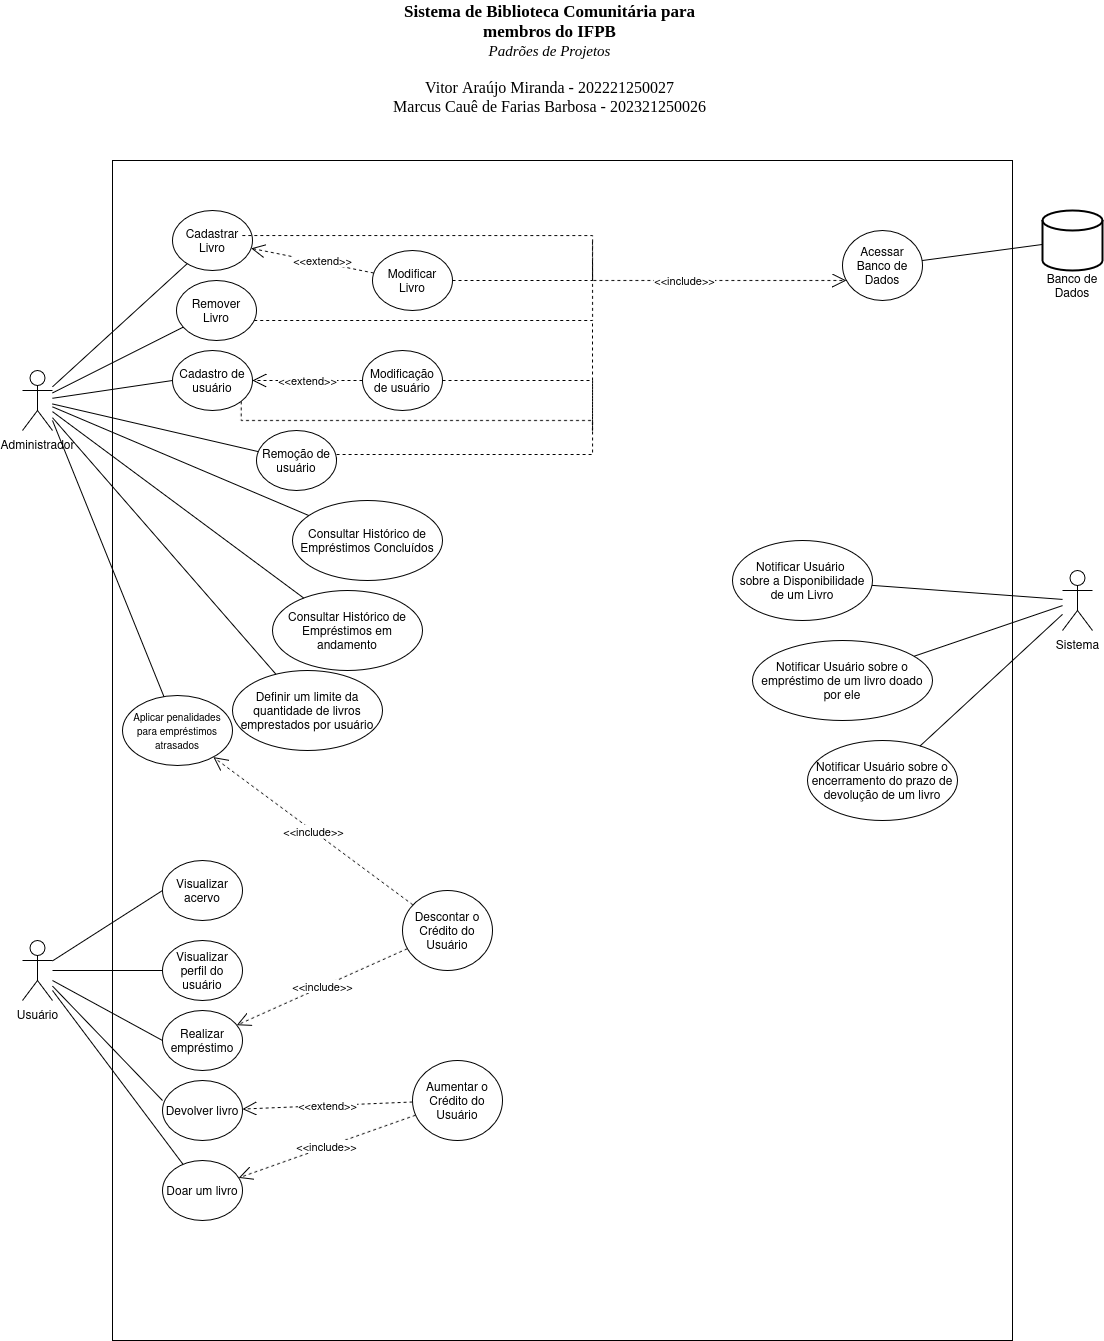 Sistema de Biblioteca Comunitária para
membros do IFPB
Padrões de Projetos
Vitor Araújo Miranda - 202221250027
Marcus Cauê de Farias Barbosa - 202321250026
Cadastrar
Livro
<<extend>>
Modificar
Livro
<<include>>
Acessar
Banco de
Dados
Banco de
Dados
Remover
Livro
Cadastro de
usuário
<<extend>>
Modificação
de usuário
Administrador
Remoção de
usuário
Consultar Histórico de
Empréstimos Concluídos
Notificar Usuário
sobre a Disponibilidade
de um Livro
Consultar Histórico de
Empréstimos em
andamento
Sistema
Notificar Usuário sobre o
empréstimo de um livro doado
por ele
Definir um limite da
quantidade de livros
emprestados por usuário
Aplicar penalidades
para empréstimos
atrasados
Notificar Usuário sobre o
encerramento do prazo de
devolução de um livro
<<include>>
Visualizar
acervo
Descontar o
Crédito do
Usuário
Visualizar
perfil do
usuário
<<include>>
Usuário
Realizar
empréstimo
Devolver livro
<<extend>>
Aumentar o
Crédito do
Usuário
<<include>>
Doar um livro